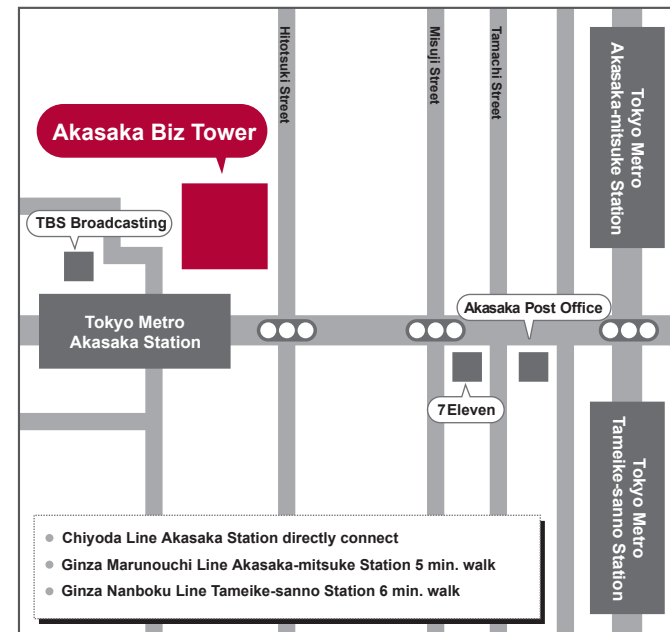 Hitotsuki Street
Misuji Street
Tamachi Street
Tokyo Metro
Akasaka-mitsuke Station
Akasaka Biz Tower
TBS Broadcasting
Akasaka Post Office
Tokyo Metro
Akasaka Station
7 Eleven
Tokyo Metro
Tameike-sanno Station
Chiyoda Line Akasaka Station directly connect
Ginza Marunouchi Line Akasaka-mitsuke Station 5 min. walk
Ginza Nanboku Line Tameike-sanno Station 6 min. walk